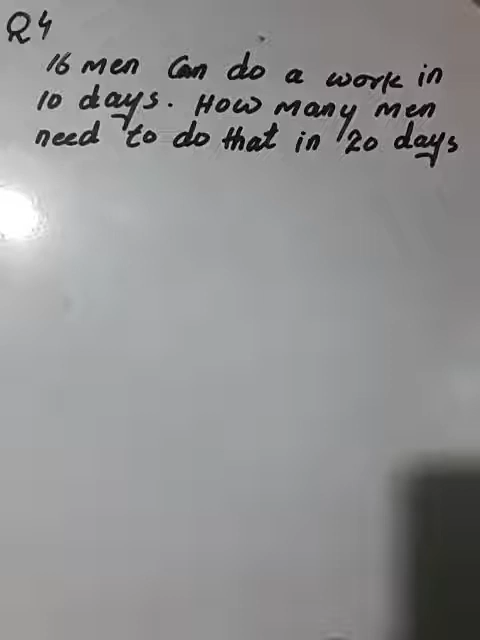 Q4
16 men can do a work in
10 days. How many men
need to do that in 20 days